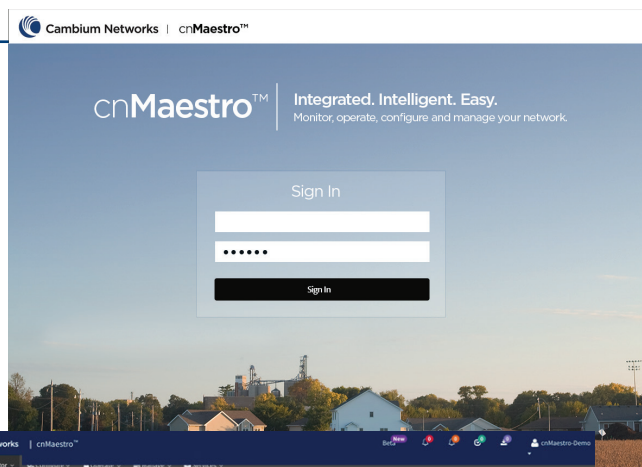 Cambium Networks | cnMaestro™
cnMaestro™
Integrated. Intelligent. Easy.
Monitor, operate, configure and manage your network.
Sign In
••••••
Sign In
works | cnMaestro™
Beta New
cnMaestro-Demo